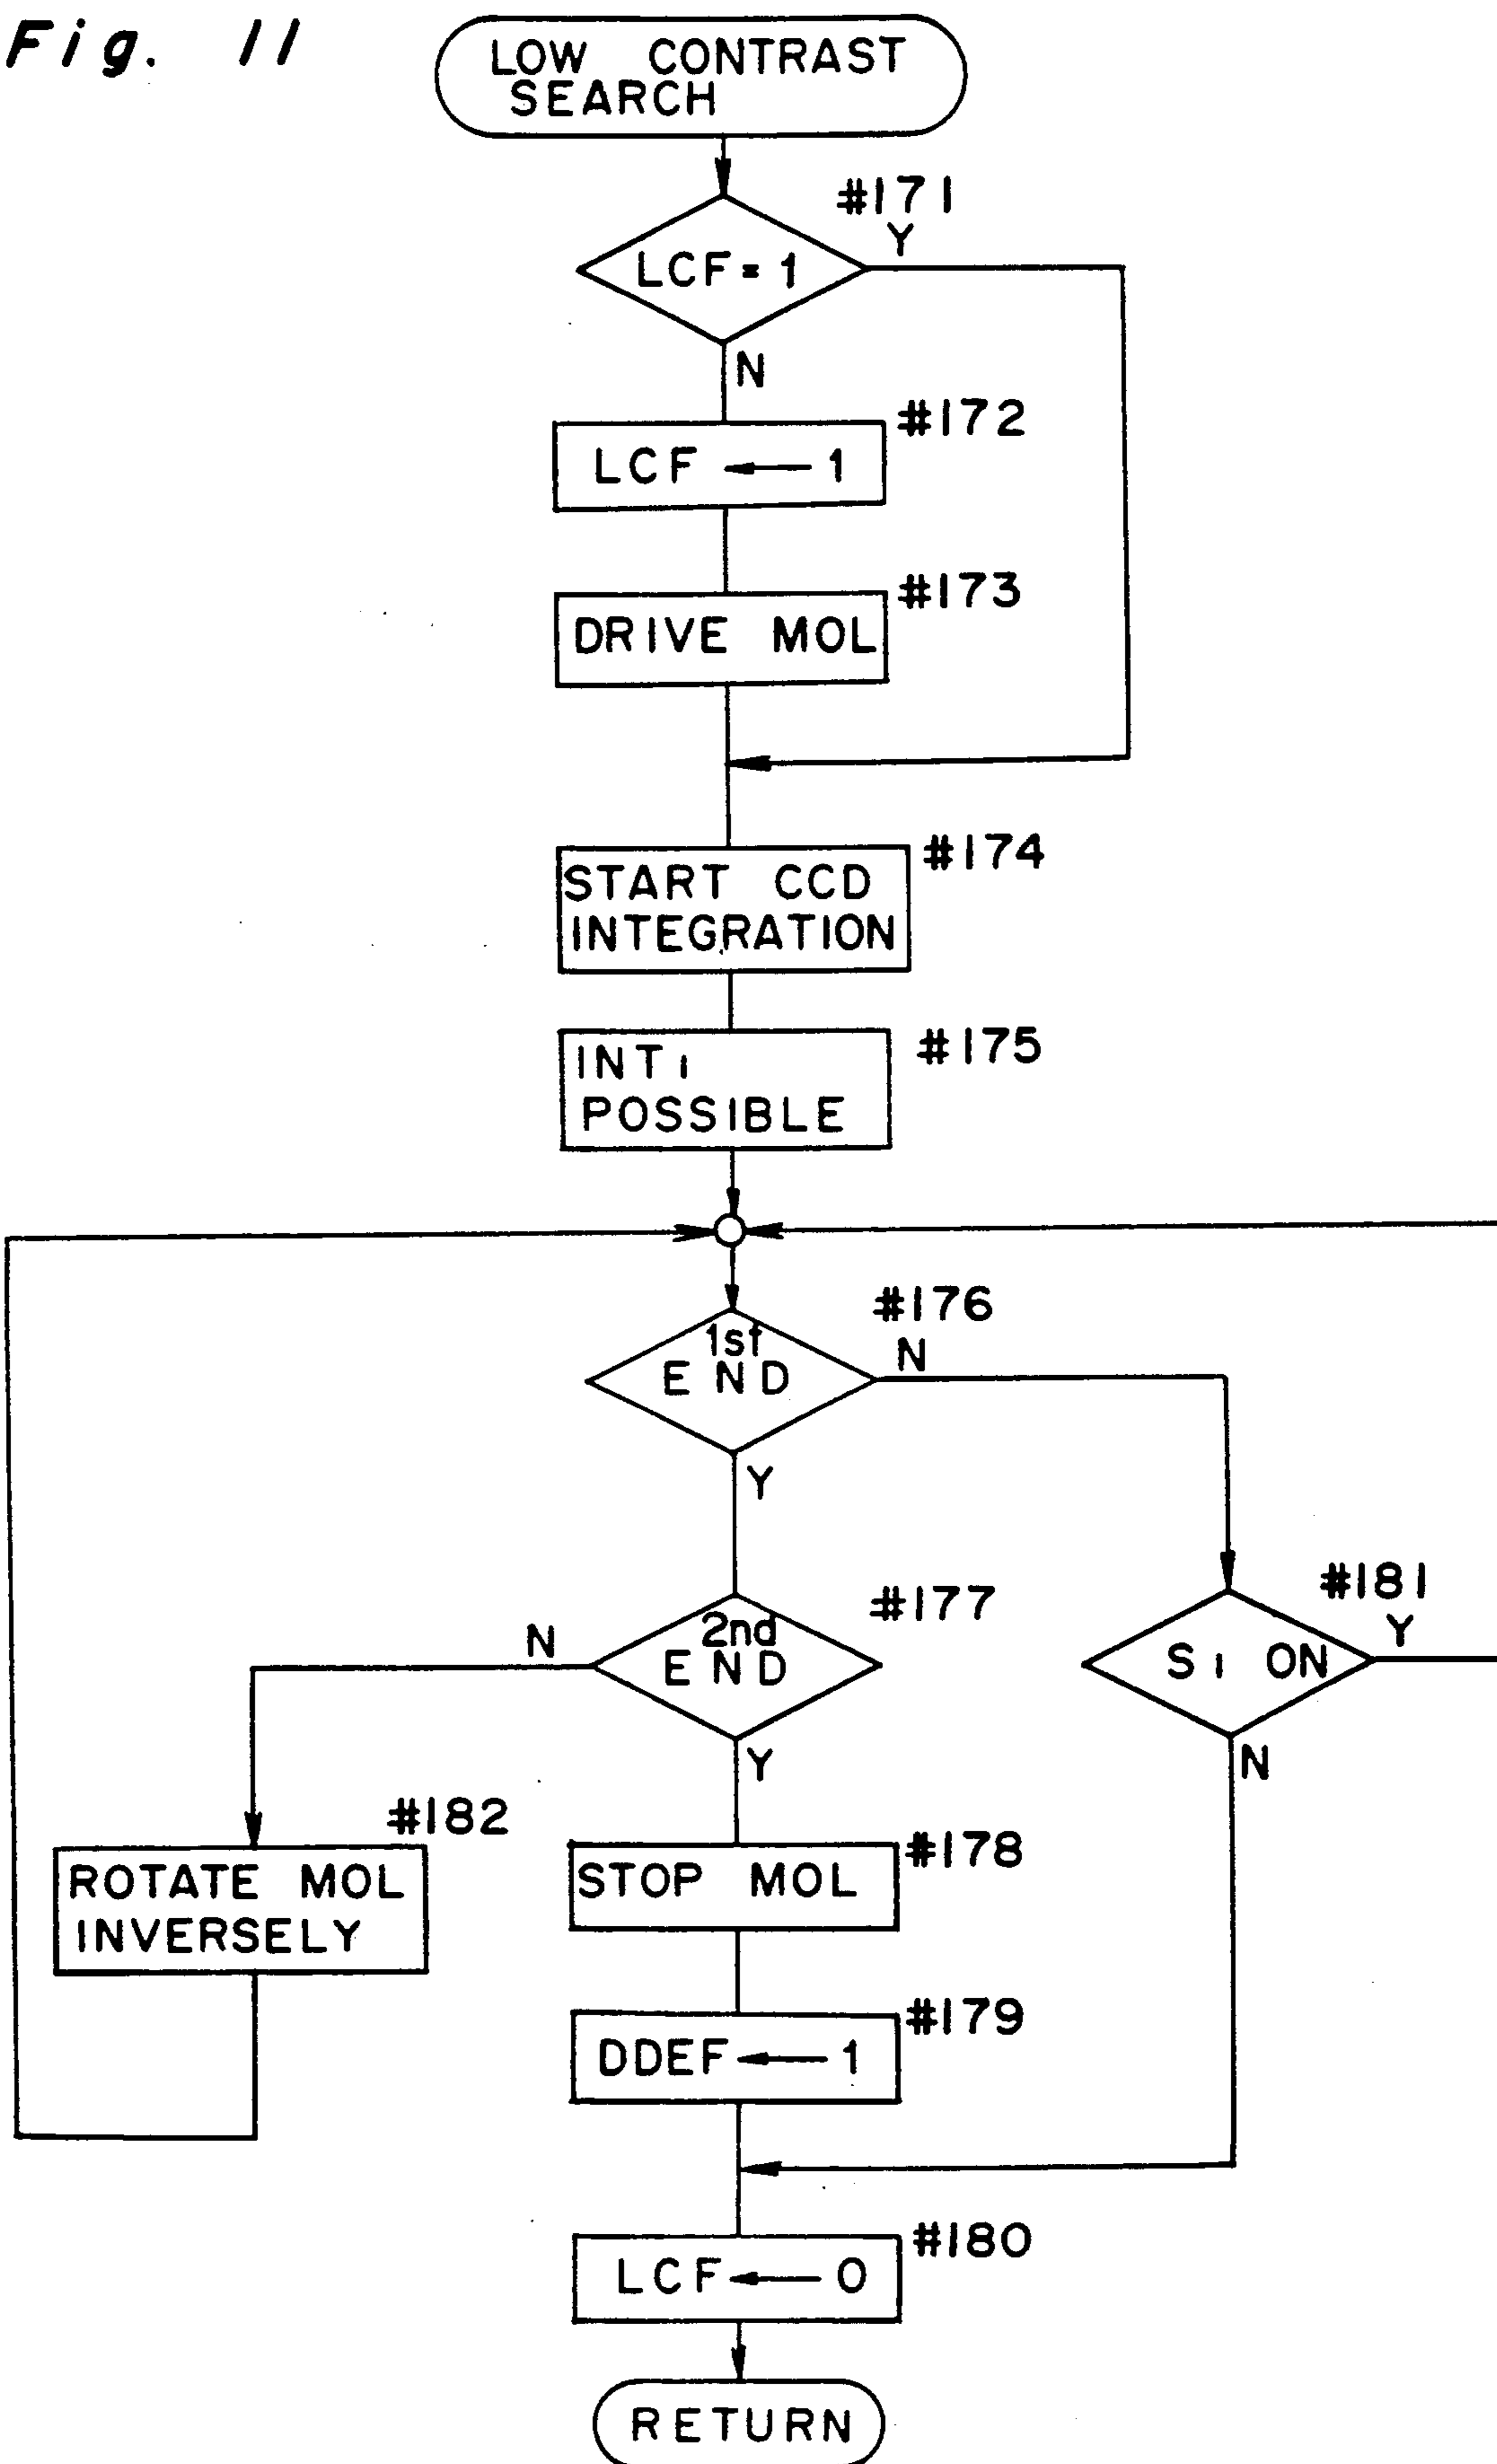 Fig. 11
LOW CONTRAST
SEARCH
#171
Y
LCF=1
N
#172
LCF ← 1
#173
DRIVE MOL
#174
START CCD
INTEGRATION
#175
INT1
POSSIBLE
#176
1st
END
N
Y
#177
2nd
END
N
Y
#181
S1 ON
Y
N
#182
ROTATE MOL
INVERSELY
#178
STOP MOL
#179
DDEF ← 1
#180
LCF ← 0
RETURN